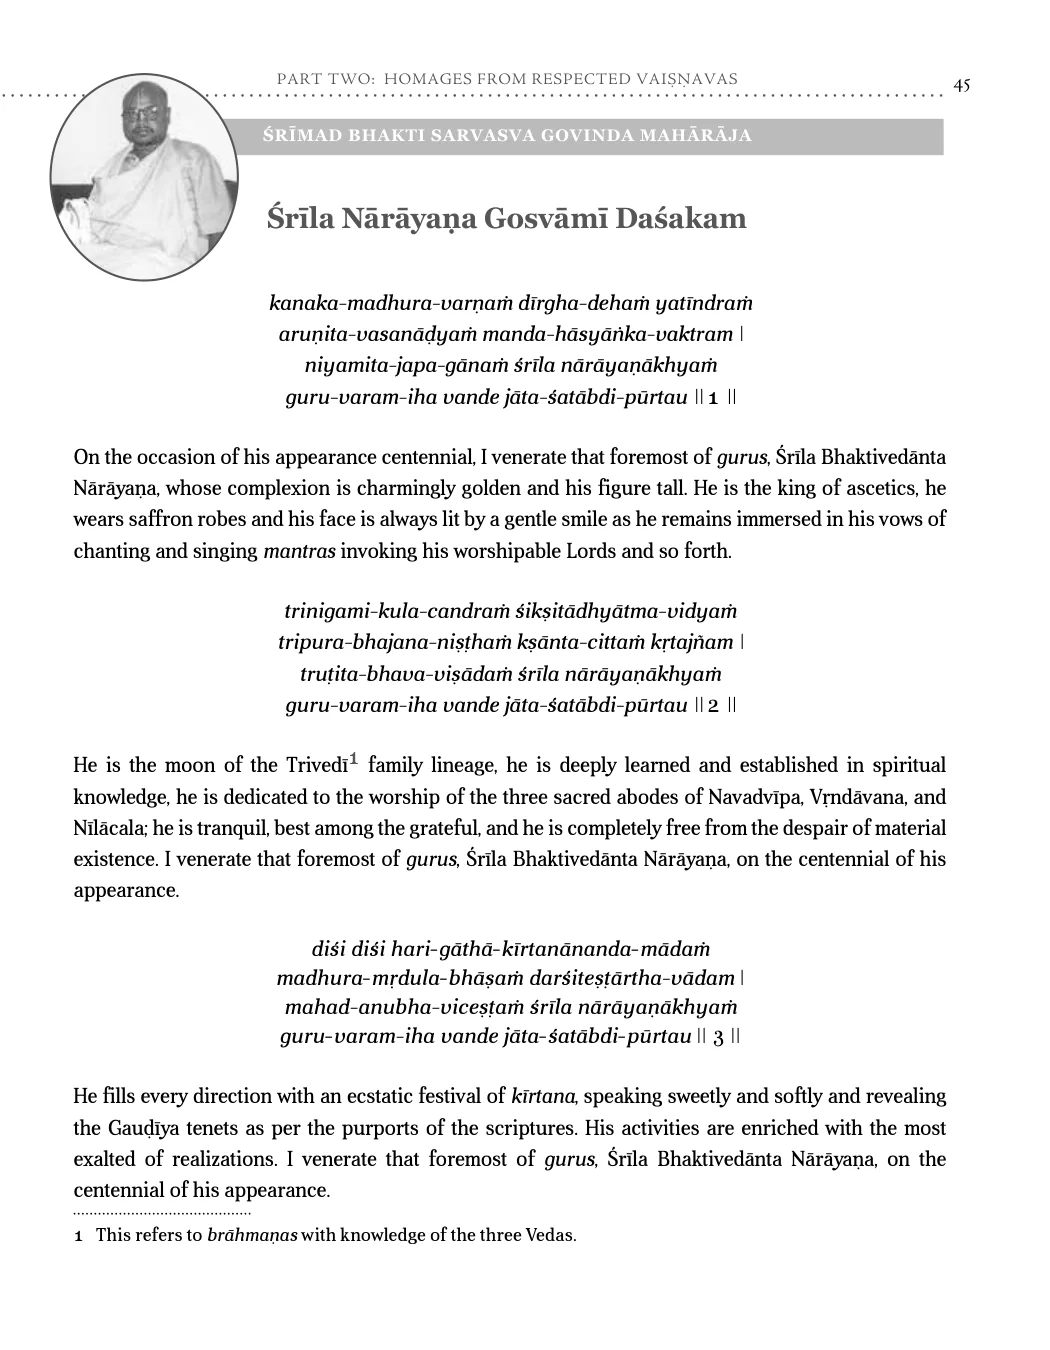 PART TWO: HOMAGES FROM RESPECTED VAIṢṆAVAS
45
ŚRĪMAD BHAKTI SARVASVA GOVINDA MAHĀRĀJA
Śrīla Nārāyaṇa Gosvāmī Daśakam
kanaka-madhura-varṇaṁ dīrgha-dehaṁ yatīndraṁ
aruṇita-vasanāḍyaṁ manda-hāsyāṅka-vaktram |
niyamita-japa-gānaṁ śrīla nārāyaṇākhyaṁ
guru-varam-iha vande jāta-śatābdi-pūrtau || 1 ||
On the occasion of his appearance centennial, I venerate that foremost of gurus, Śrīla Bhaktivedānta
Nārāyaṇa, whose complexion is charmingly golden and his figure tall. He is the king of ascetics, he
wears saffron robes and his face is always lit by a gentle smile as he remains immersed in his vows of
chanting and singing mantras invoking his worshipable Lords and so forth.
trinigami-kula-candraṁ śikṣitādhyātma-vidyaṁ
tripura-bhajana-niṣṭhaṁ kṣānta-cittaṁ kṛtajñam |
truṭita-bhava-viṣādaṁ śrīla nārāyaṇākhyaṁ
guru-varam-iha vande jāta-śatābdi-pūrtau || 2 ||
He is the moon of the Trivedī1 family lineage, he is deeply learned and established in spiritual
knowledge, he is dedicated to the worship of the three sacred abodes of Navadvīpa, Vṛndāvana, and
Nīlācala; he is tranquil, best among the grateful, and he is completely free from the despair of material
existence. I venerate that foremost of gurus, Śrīla Bhaktivedānta Nārāyaṇa, on the centennial of his
appearance.
diśi diśi hari-gāthā-kīrtanānanda-mādaṁ
madhura-mṛdula-bhāṣaṁ darśiteṣṭārtha-vādam |
mahad-anubha-viceṣṭaṁ śrīla nārāyaṇākhyaṁ
guru-varam-iha vande jāta-śatābdi-pūrtau || 3 ||
He fills every direction with an ecstatic festival of kīrtana, speaking sweetly and softly and revealing
the Gauḍīya tenets as per the purports of the scriptures. His activities are enriched with the most
exalted of realizations. I venerate that foremost of gurus, Śrīla Bhaktivedānta Nārāyaṇa, on the
centennial of his appearance.
1 This refers to brāhmaṇas with knowledge of the three Vedas.